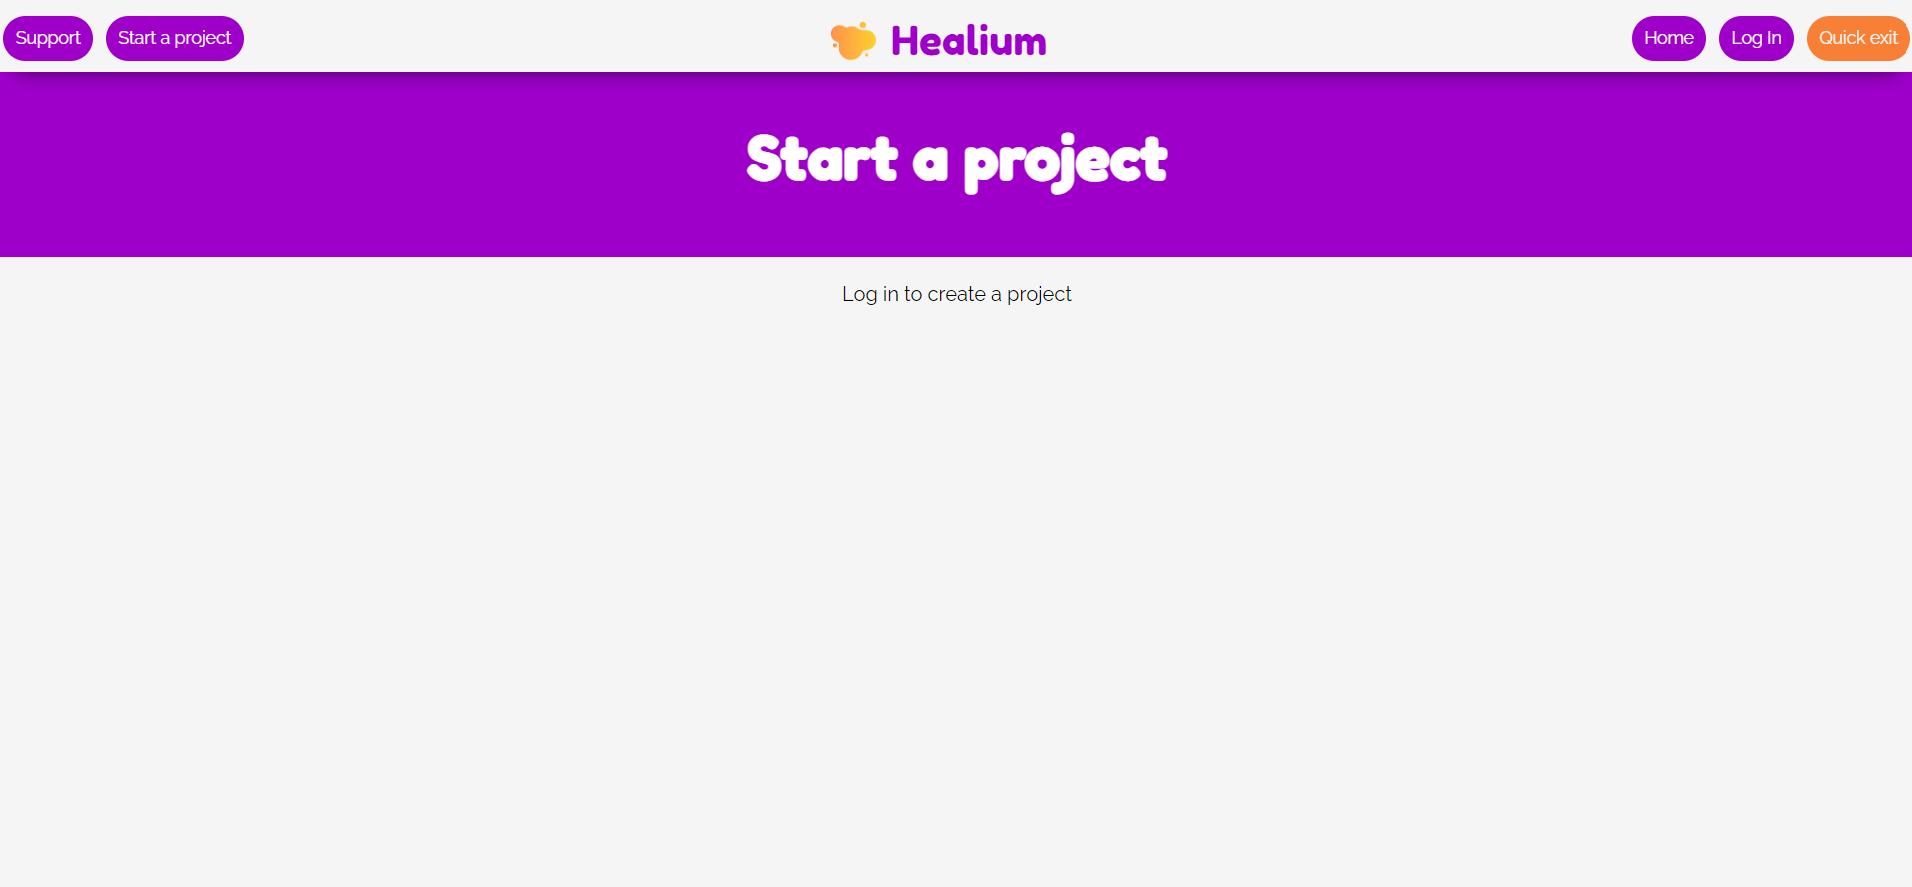 Support
Start a project
Healium
Home
Log In
Quick exit
Start a project
Log in to create a project